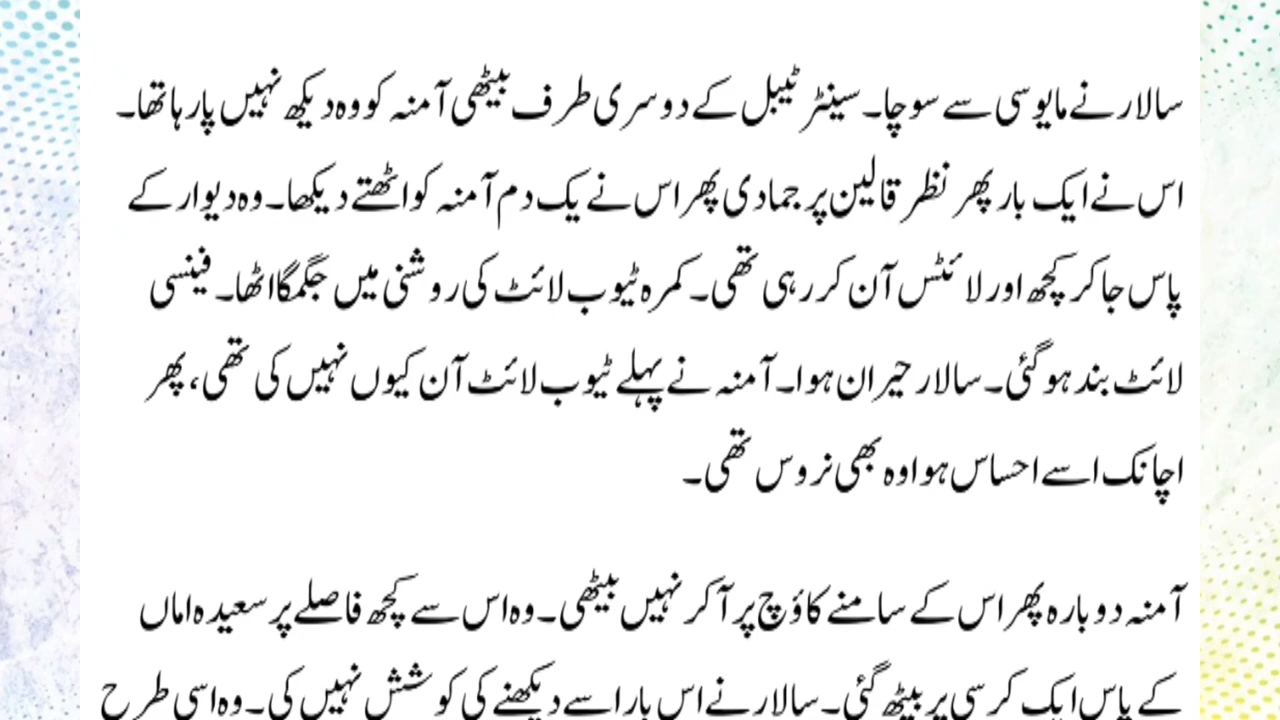 سالار نے مایوسی سے سوچا۔ سینٹر ٹیبل کے دوسری طرف بیٹھی آمنہ کو وہ دیکھ نہیں پا رہا تھا۔
اس نے ایک بار پھر نظر قالین پر جما دی پھر اس نے یک دم آمنہ کو اٹھتے دیکھا۔ وہ دیوار کے
پاس جا کر کچھ اور لائٹس آن کر رہی تھی۔ کمرہ ٹیوب لائٹ کی روشنی میں جگمگا اٹھا۔ فینسی
لائٹ بند ہو گئی۔ سالار حیران ہوا۔ آمنہ نے پہلے ٹیوب لائٹ آن کیوں نہیں کی تھی، پھر
اچانک اسے احساس ہوا وہ بھی نروس تھی۔
آمنہ دوبارہ پھر اس کے سامنے کاؤچ پر آ کر نہیں بیٹھی۔ وہ اس سے کچھ فاصلے پر سعیدہ اماں
کے پاس ایک کرسی پر بیٹھ گئی۔ سالار نے اس بار اسے دیکھنے کی کوشش نہیں کی۔ وہ اسی طرح